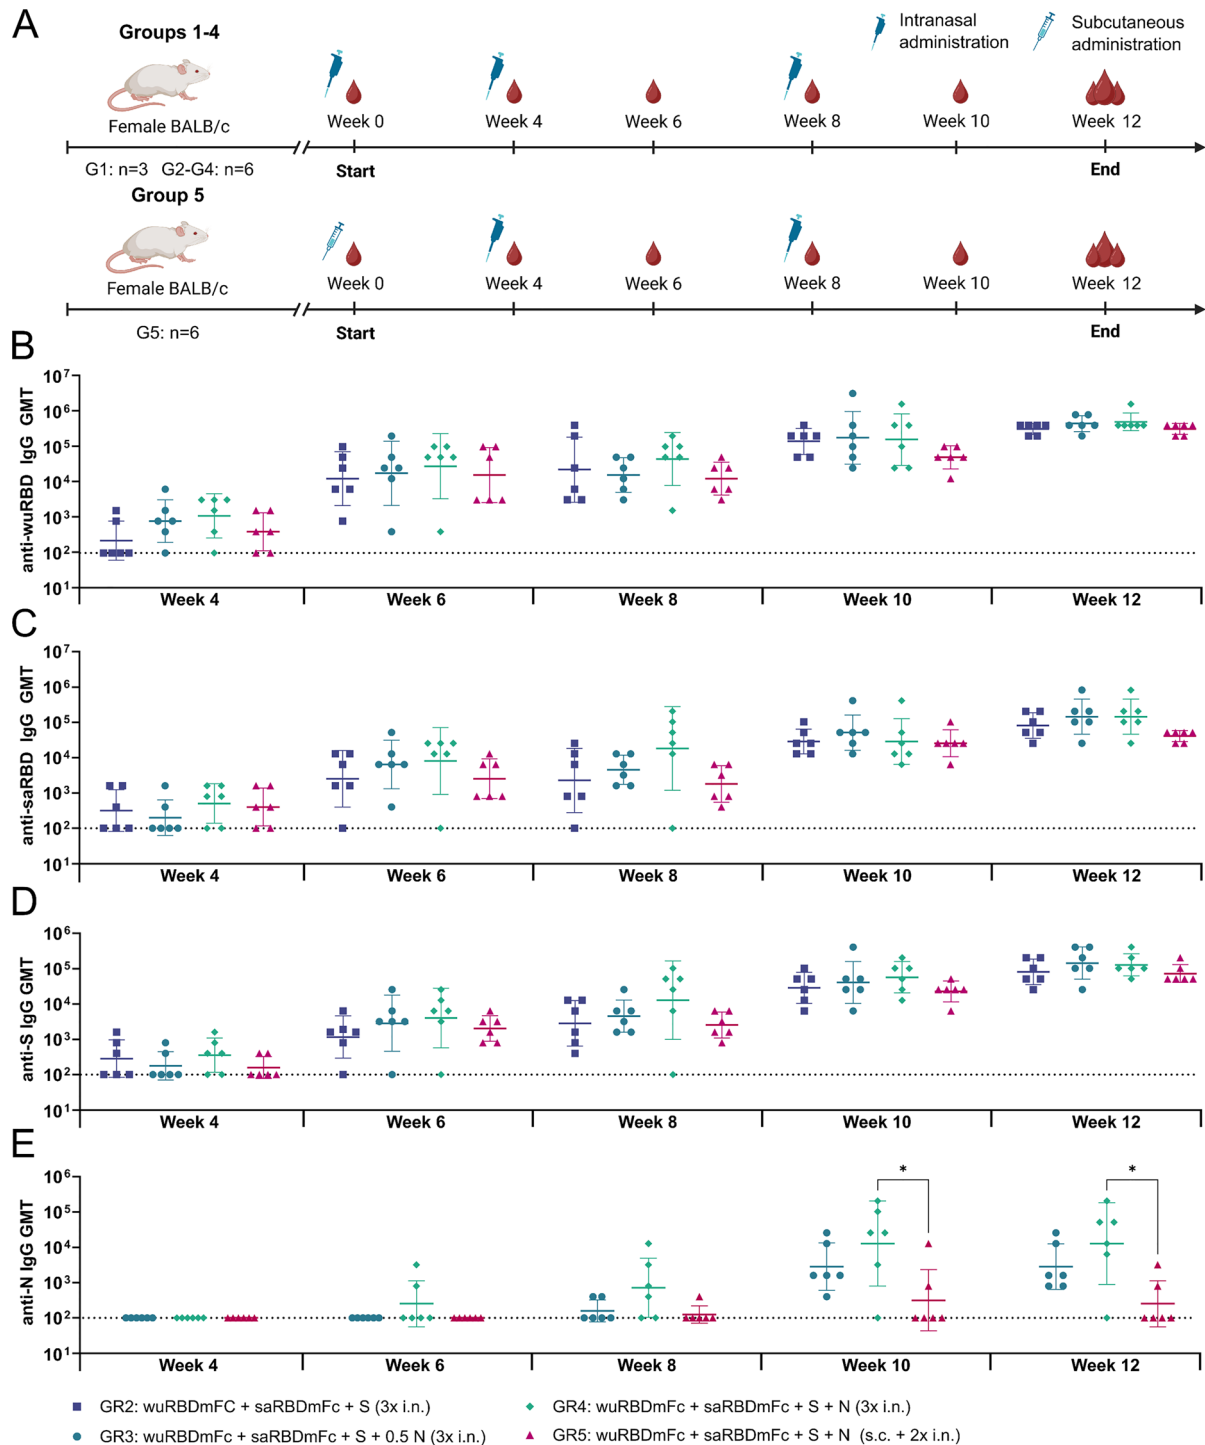 A
Groups 1-4
Intranasal
administration
Subcutaneous
administration
Female BALB/c
Week 0
Week 4
Week 6
Week 8
Week 10
Week 12
G1: n=3 G2-G4: n=6
Start
End
Group 5
Female BALB/c
Week 0
Week 4
Week 6
Week 8
Week 10
Week 12
G5: n=6
Start
End
B
anti-wuRBD IgG GMT
10⁷
10⁶
10⁵
10⁴
10³
10²
10¹
Week 4
Week 6
Week 8
Week 10
Week 12
C
anti-saRBD IgG GMT
10⁷
10⁶
10⁵
10⁴
10³
10²
10¹
Week 4
Week 6
Week 8
Week 10
Week 12
D
anti-S IgG GMT
10⁶
10⁵
10⁴
10³
10²
10¹
Week 4
Week 6
Week 8
Week 10
Week 12
E
anti-N IgG GMT
10⁶
10⁵
10⁴
10³
10²
10¹
*
*
Week 4
Week 6
Week 8
Week 10
Week 12
GR2: wuRBDmFC + saRBDmFc + S (3x i.n.)
GR4: wuRBDmFc + saRBDmFc + S + N (3x i.n.)
GR3: wuRBDmFc + saRBDmFc + S + 0.5 N (3x i.n.)
GR5: wuRBDmFc + saRBDmFc + S + N (s.c. + 2x i.n.)